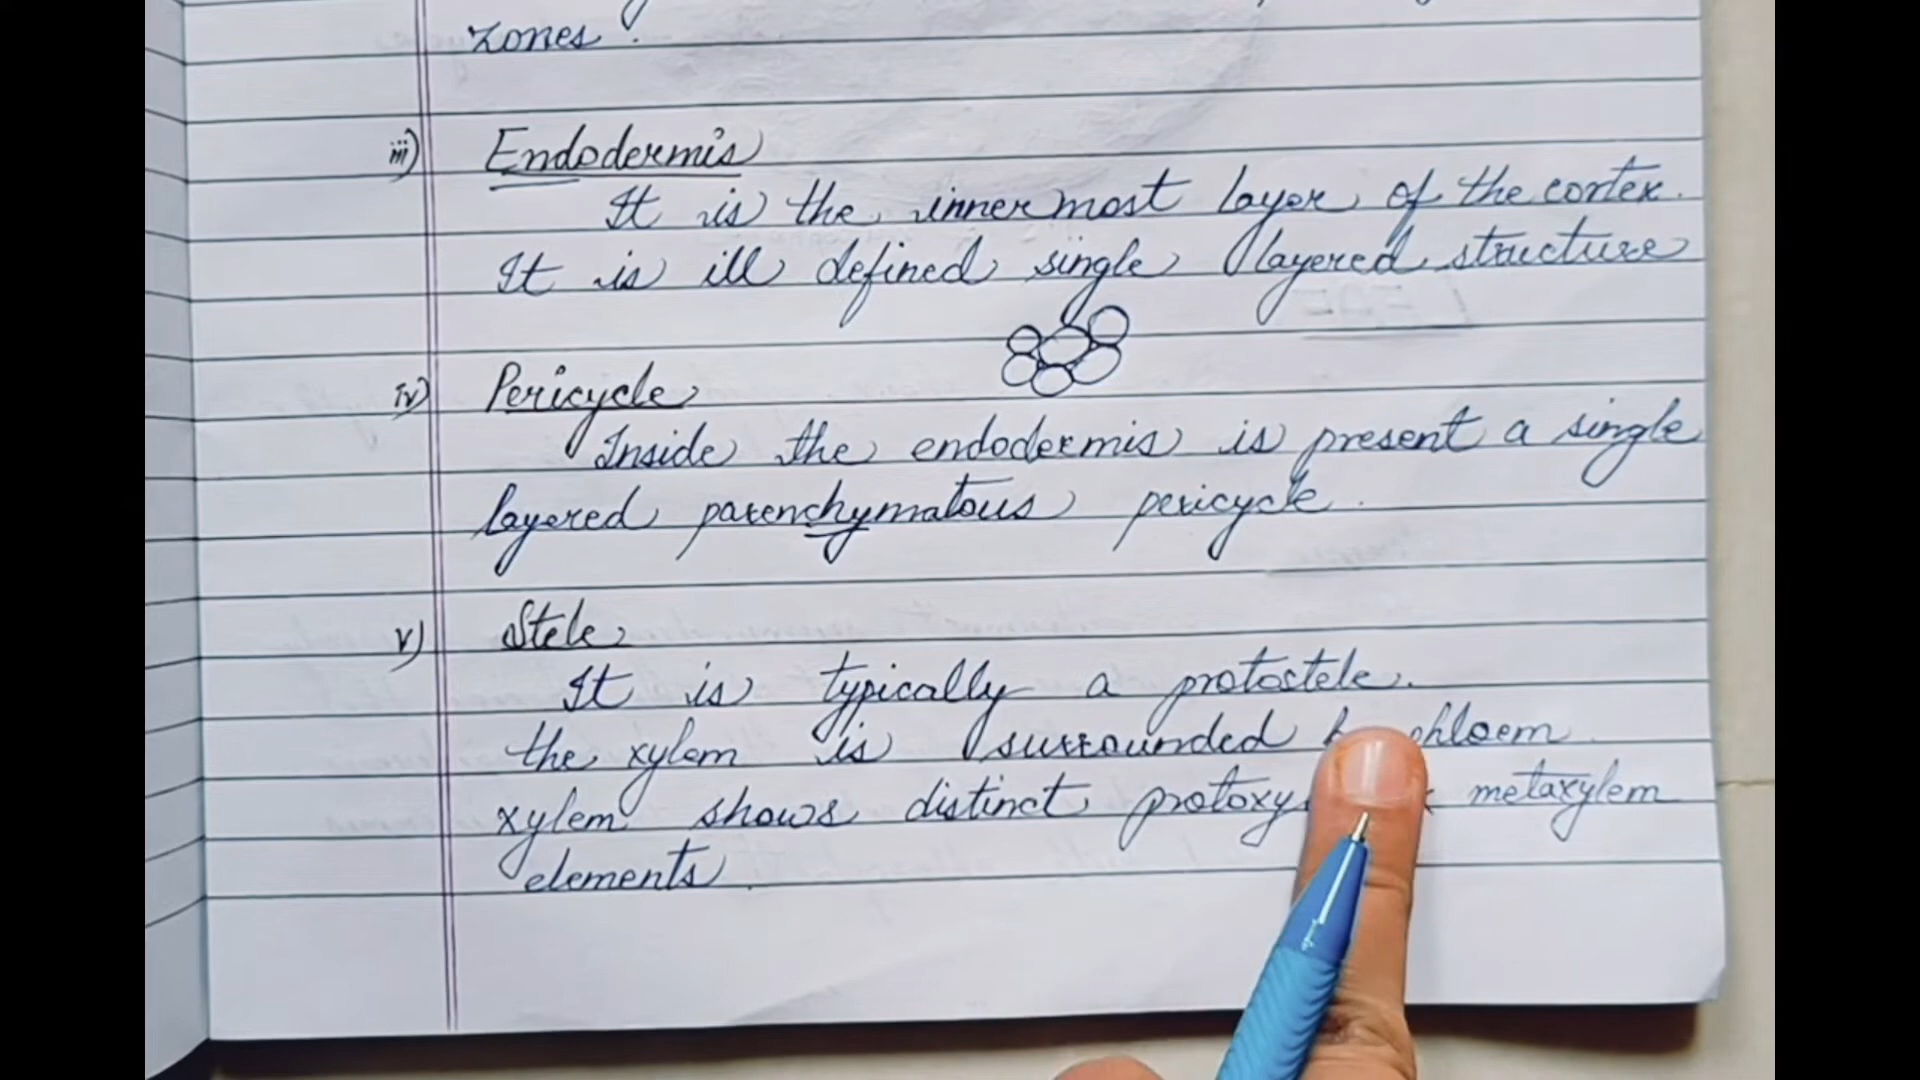 zones.
iii) Endodermis
It is the innermost layer of the cortex.
It is ill defined single layered structure
iv) Pericycle
Inside the endodermis is present a single
layered parenchymatous pericycle.
v) Stele
It is typically a protostele.
the xylem is surrounded phloem.
xylem shows distinct metaxylem
elements.